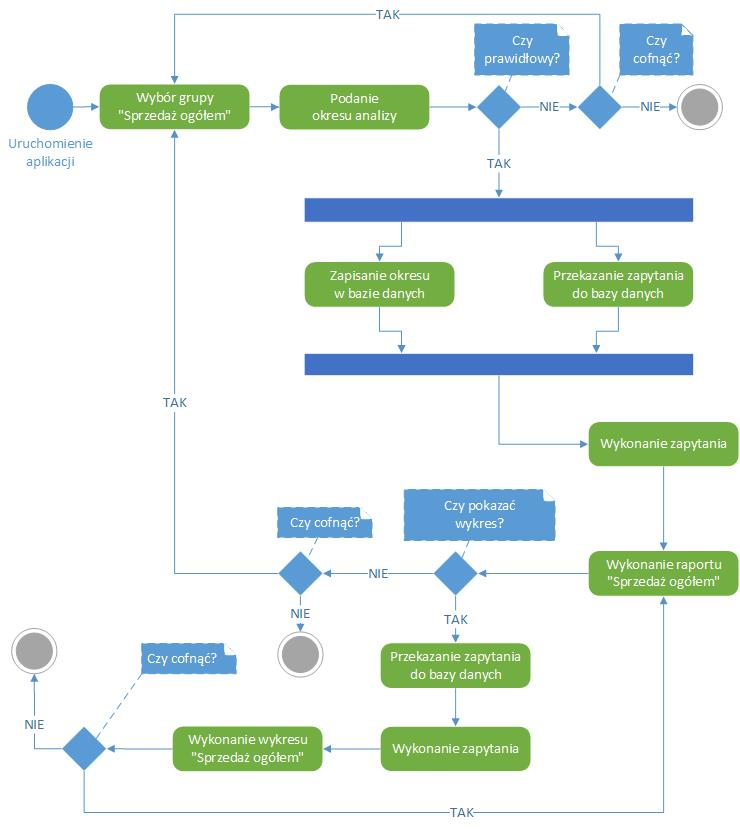 TAK
Czy
prawidłowy?
Czy
cofnąć?
Wybór grupy
"Sprzedaż ogółem"
Podanie
okresu analizy
NIE
NIE
Uruchomienie
aplikacji
TAK
Zapisanie okresu
w bazie danych
Przekazanie zapytania
do bazy danych
TAK
Wykonanie zapytania
Czy pokazać
wykres?
Czy cofnąć?
NIE
Wykonanie raportu
"Sprzedaż ogółem"
NIE
TAK
Przekazanie zapytania
do bazy danych
Czy cofnąć?
NIE
Wykonanie wykresu
"Sprzedaż ogółem"
Wykonanie zapytania
TAK